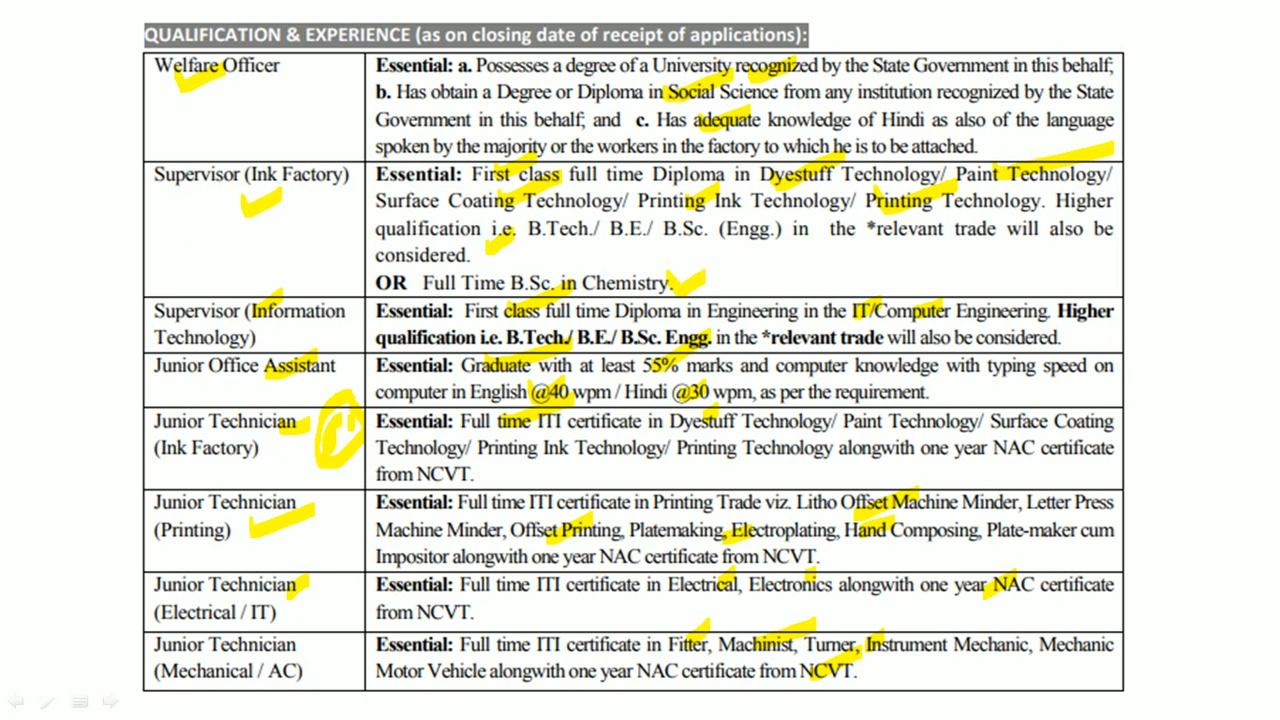 QUALIFICATION & EXPERIENCE (as on closing date of receipt of applications):
Welfare Officer
Essential: a. Possesses a degree of a University recognized by the State Government in this behalf;
b. Has obtain a Degree or Diploma in Social Science from any institution recognized by the State
Government in this behalf; and c. Has adequate knowledge of Hindi as also of the language
spoken by the majority or the workers in the factory to which he is to be attached.
Supervisor (Ink Factory)
Essential: First class full time Diploma in Dyestuff Technology/ Paint Technology/
Surface Coating Technology/ Printing Ink Technology/ Printing Technology. Higher
qualification i.e. B.Tech./ B.E./ B.Sc. (Engg.) in the *relevant trade will also be
considered.
OR Full Time B.Sc. in Chemistry.
Supervisor (Information
Technology)
Essential: First class full time Diploma in Engineering in the IT/Computer Engineering. Higher
qualification i.e. B.Tech./ B.E./ B.Sc. Engg. in the *relevant trade will also be considered.
Junior Office Assistant
Essential: Graduate with at least 55% marks and computer knowledge with typing speed on
computer in English @40 wpm / Hindi @30 wpm, as per the requirement.
Junior Technician
(Ink Factory)
Essential: Full time ITI certificate in Dyestuff Technology/ Paint Technology/ Surface Coating
Technology/ Printing Ink Technology/ Printing Technology alongwith one year NAC certificate
from NCVT.
Junior Technician
(Printing)
Essential: Full time ITI certificate in Printing Trade viz. Litho Offset Machine Minder, Letter Press
Machine Minder, Offset Printing, Platemaking, Electroplating, Hand Composing, Plate-maker cum
Impositor alongwith one year NAC certificate from NCVT.
Junior Technician
(Electrical / IT)
Essential: Full time ITI certificate in Electrical, Electronics alongwith one year NAC certificate
from NCVT.
Junior Technician
(Mechanical / AC)
Essential: Full time ITI certificate in Fitter, Machinist, Turner, Instrument Mechanic, Mechanic
Motor Vehicle alongwith one year NAC certificate from NCVT.